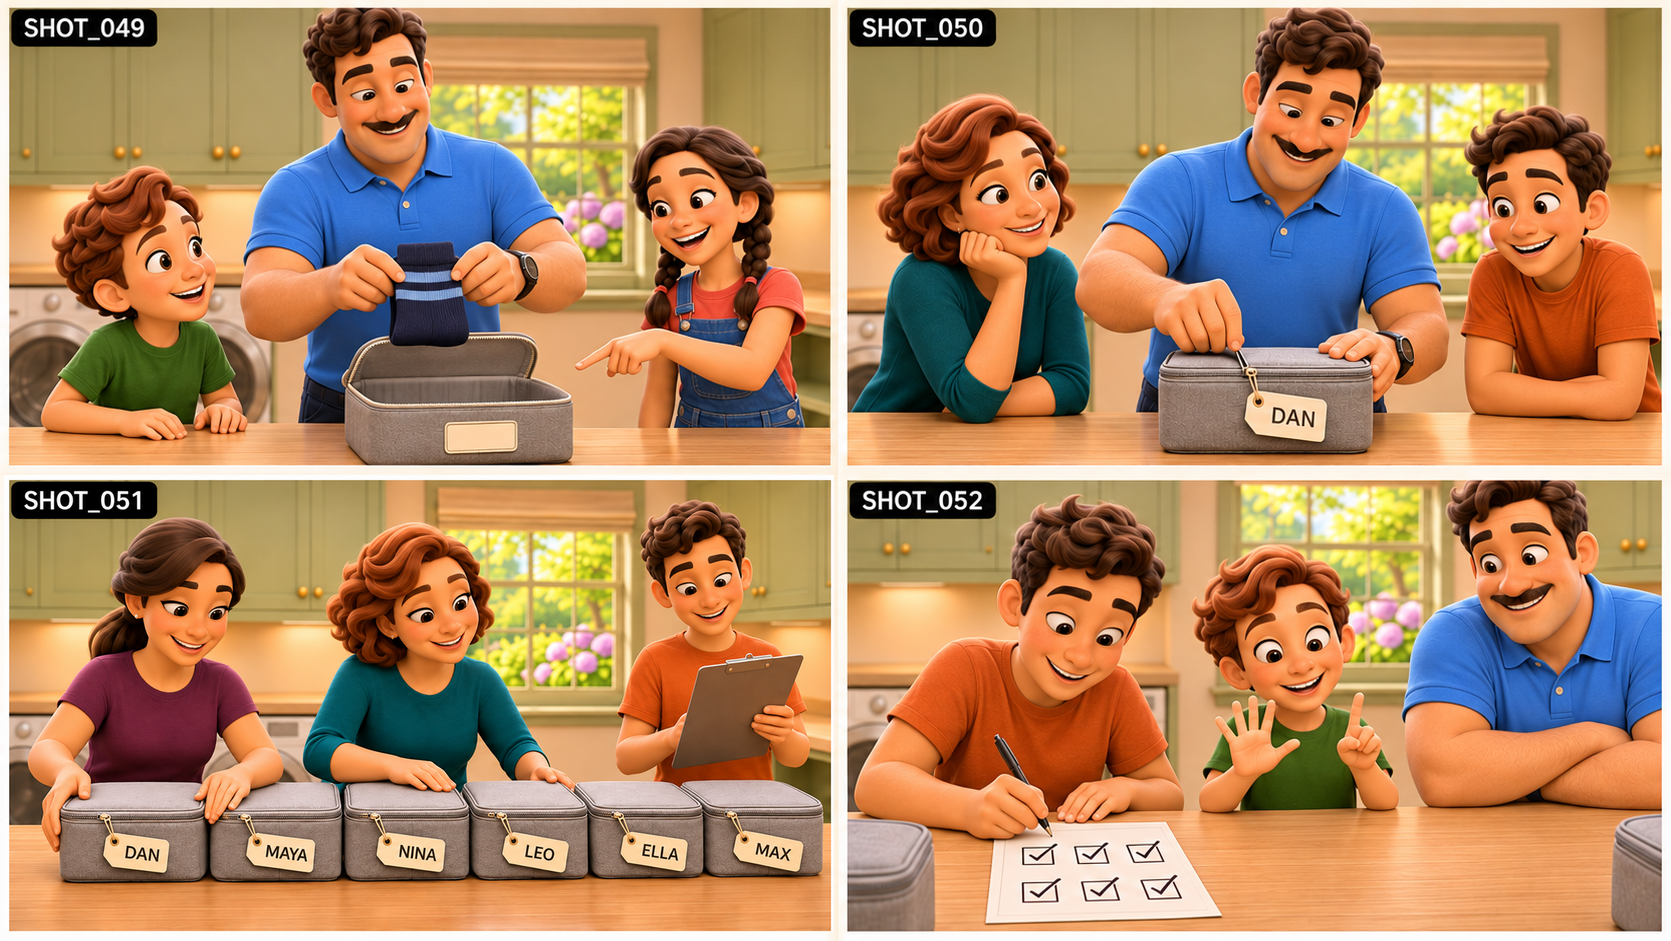 SHOT_049
SHOT_050
DAN
SHOT_051
DAN
MAYA
NINA
LEO
ELLA
MAX
SHOT_052